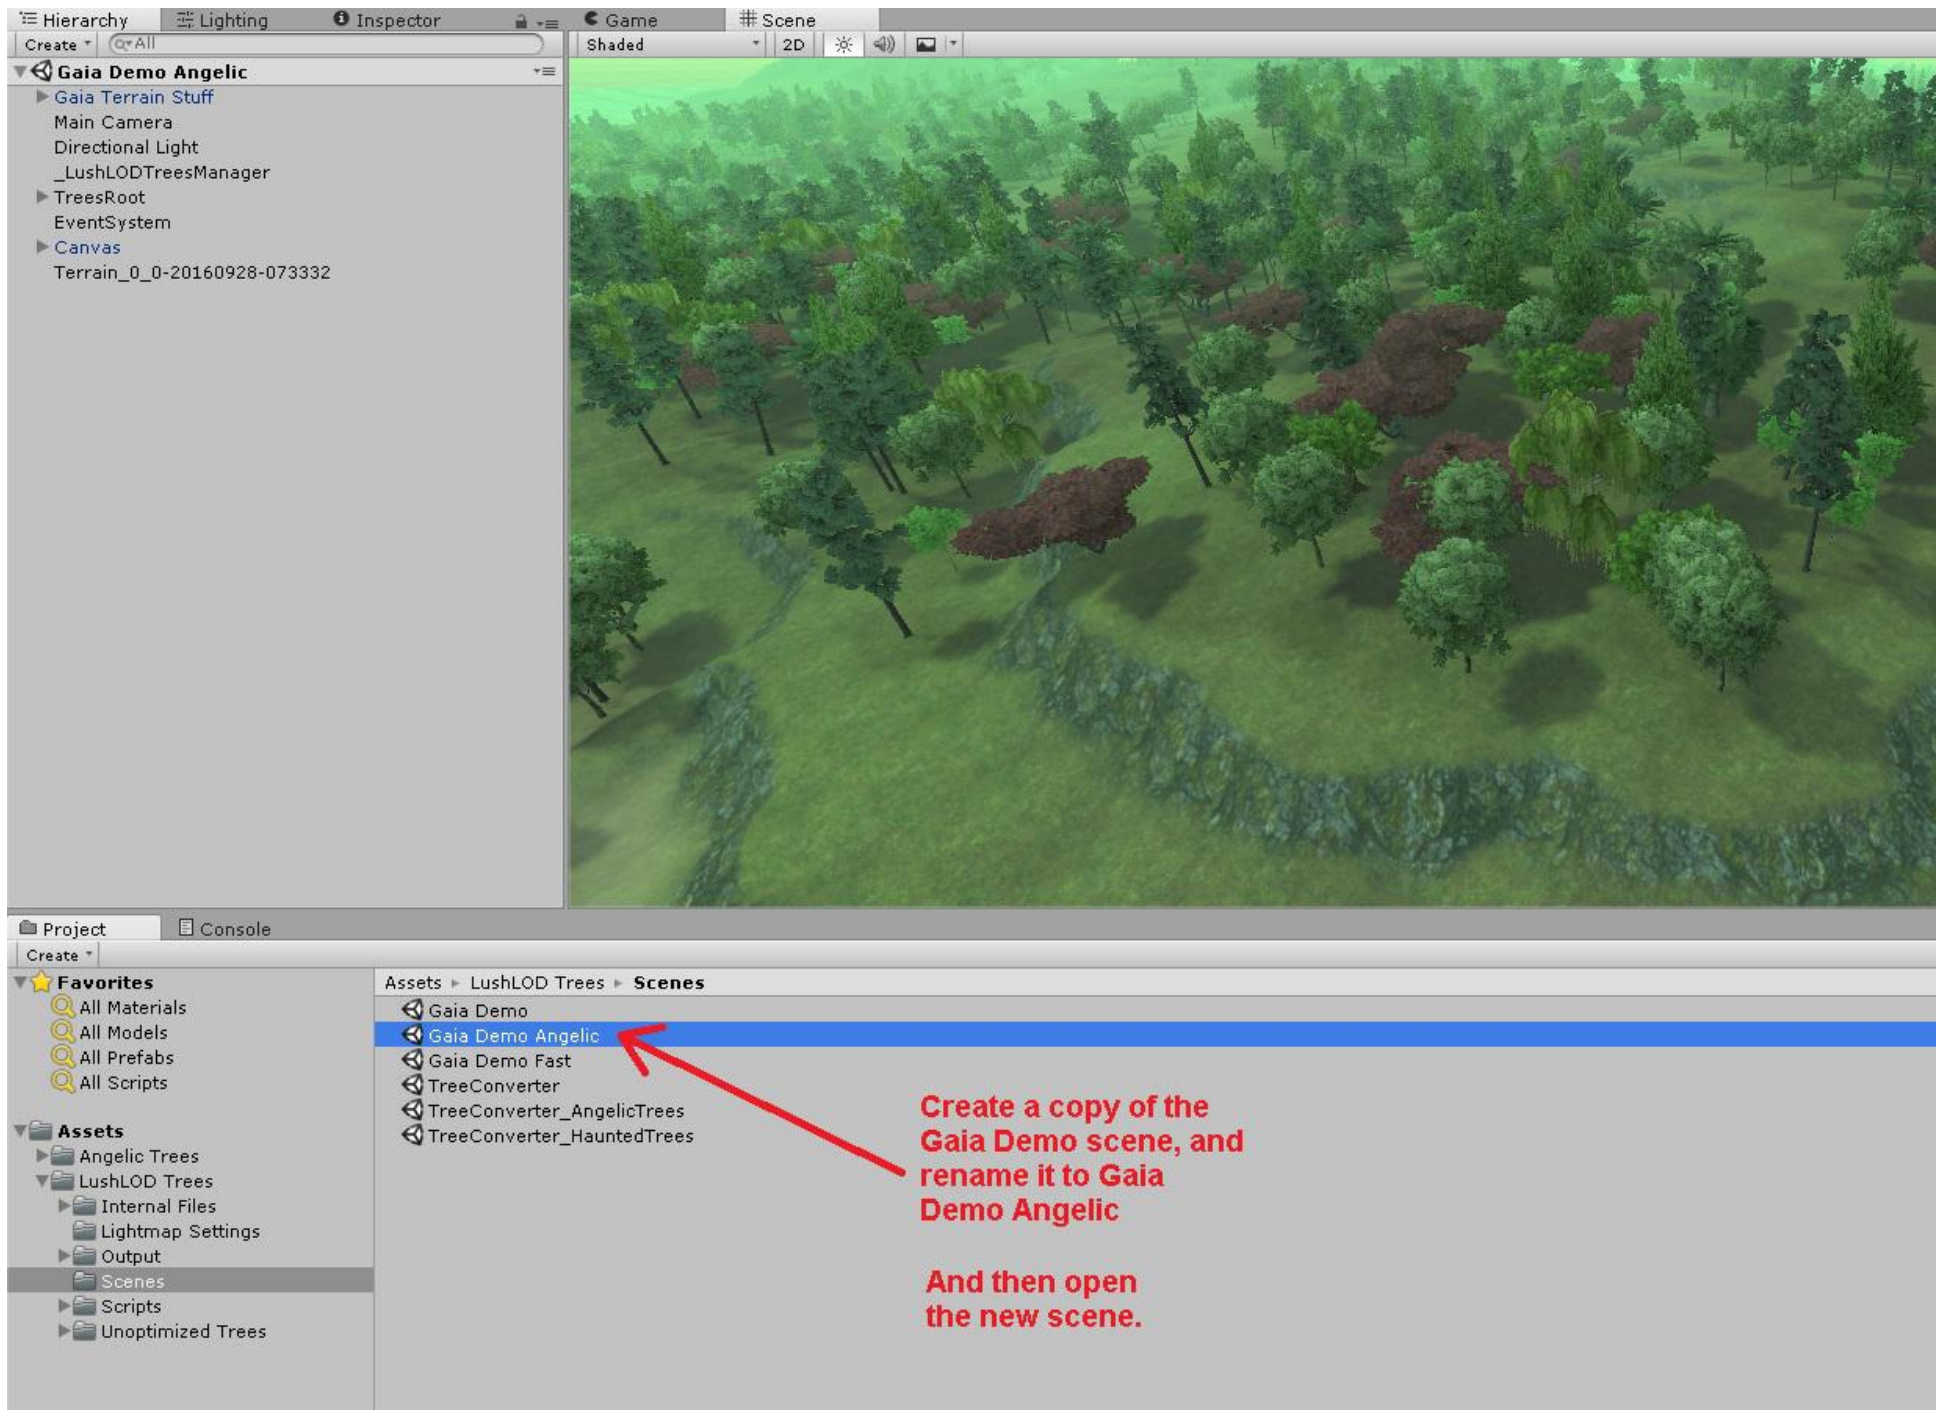 Hierarchy Lighting Inspector
Create All
Gaia Demo Angelic
Gaia Terrain Stuff
Main Camera
Directional Light
_LushLODTreesManager
TreesRoot
EventSystem
Canvas
Terrain_0_0-20160928-073332
Game Scene
Shaded 2D
Project Console
Create
Favorites
All Materials
All Models
All Prefabs
All Scripts
Assets
Angelic Trees
LushLOD Trees
Internal Files
Lightmap Settings
Output
Scenes
Scripts
Unoptimized Trees
Assets LushLOD Trees Scenes
Gaia Demo
Gaia Demo Angelic
Gaia Demo Fast
TreeConverter
TreeConverter_AngelicTrees
TreeConverter_HauntedTrees
Create a copy of the
Gaia Demo scene, and
rename it to Gaia
Demo Angelic
And then open
the new scene.